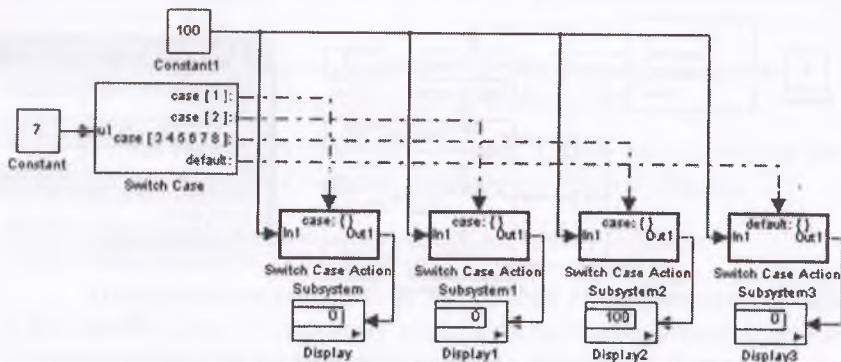 100
Constant1
case [ 1 ]:
case [ 2 ]:
7
u1
case [3 4 5 6 7 8 ]:
Constant
default:
Switch Case
case: { }
case: { }
case: { }
default: { }
In1
Out1
In1
Out1
In1
Out1
In1
Out1
Switch Case Action
Subsystem
Switch Case Action
Subsystem1
Switch Case Action
Subsystem2
Switch Case Action
Subsystem3
0
0
100
0
Display
Display1
Display2
Display3